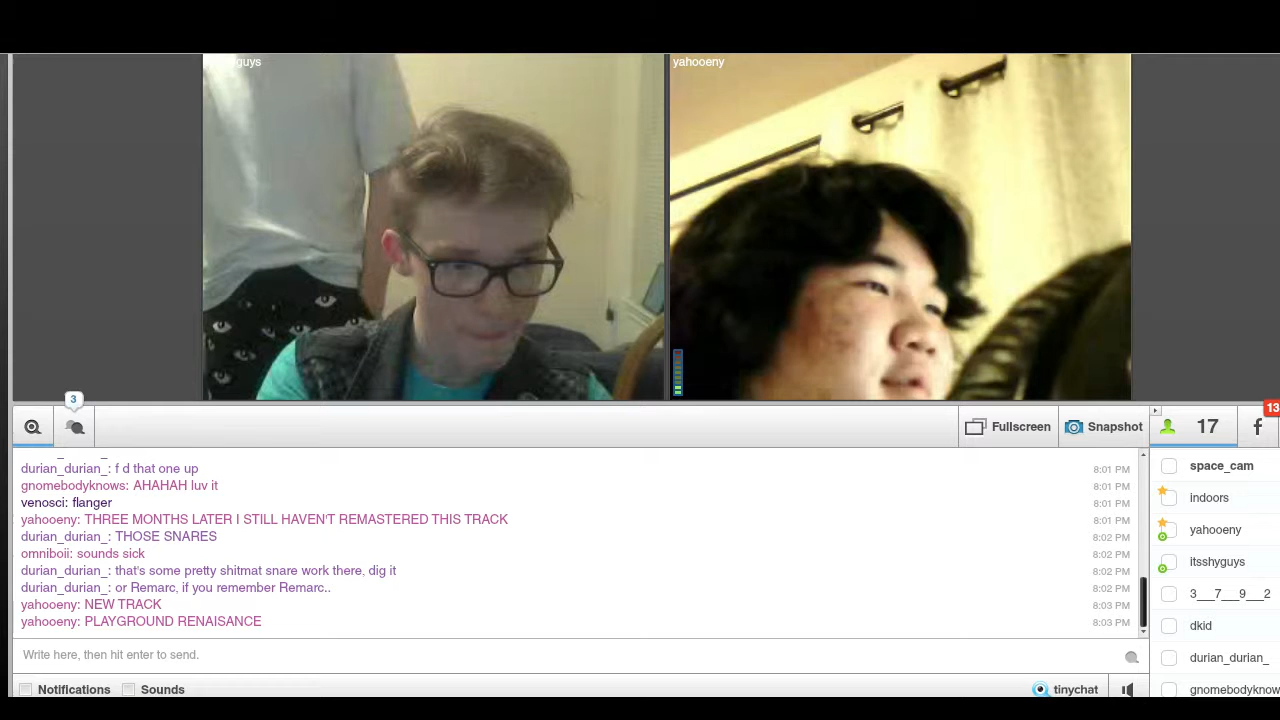 guys
yahooeny
3
Fullscreen
Snapshot
17
13
durian_durian_: f d that one up
8:01 PM
gnomebodyknows: AHAHAH luv it
8:01 PM
venosci: flanger
8:01 PM
yahooeny: THREE MONTHS LATER I STILL HAVEN'T REMASTERED THIS TRACK
8:01 PM
durian_durian_: THOSE SNARES
8:02 PM
omniboii: sounds sick
8:02 PM
durian_durian_: that's some pretty shitmat snare work there, dig it
8:02 PM
durian_durian_: or Remarc, if you remember Remarc..
8:02 PM
yahooeny: NEW TRACK
8:03 PM
yahooeny: PLAYGROUND RENAISANCE
8:03 PM
space_cam
indoors
yahooeny
itsshyguys
3__7__9__2
dkid
durian_durian_
gnomebodyknow
Write here, then hit enter to send.
Notifications
Sounds
tinychat